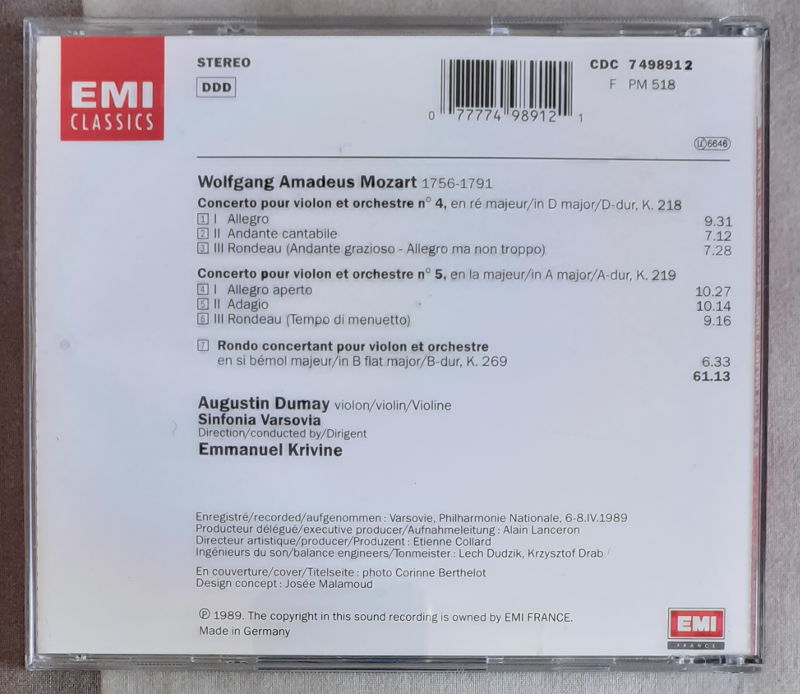 EMI
CLASSICS
STEREO
DDD
0 77774 98912 1
CDC 7498912
F PM 518
6646
Wolfgang Amadeus Mozart 1756-1791
Concerto pour violon et orchestre n° 4, en ré majeur/in D major/D-dur, K. 218
1 I Allegro 9.31
2 II Andante cantabile 7.12
3 III Rondeau (Andante grazioso - Allegro ma non troppo) 7.28
Concerto pour violon et orchestre n° 5, en la majeur/in A major/A-dur, K. 219
4 I Allegro aperto 10.27
5 II Adagio 10.14
6 III Rondeau (Tempo di menuetto) 9.16
7 Rondo concertant pour violon et orchestre
en si bémol majeur/in B flat major/B-dur, K. 269 6.33
61.13
Augustin Dumay violon/violin/Violine
Sinfonia Varsovia
Direction/conducted by/Dirigent
Emmanuel Krivine
Enregistré/recorded/aufgenommen : Varsovie, Philharmonie Nationale, 6-8.IV.1989
Producteur délégué/executive producer/Aufnahmeleitung : Alain Lanceron
Directeur artistique/producer/Produzent : Etienne Collard
Ingénieurs du son/balance engineers/Tonmeister : Lech Dudzik, Krzysztof Drab
En couverture/cover/Titelseite : photo Corinne Berthelot
Design concept : Josée Malamoud
℗ 1989. The copyright in this sound recording is owned by EMI FRANCE.
Made in Germany
EMI
FRANCE